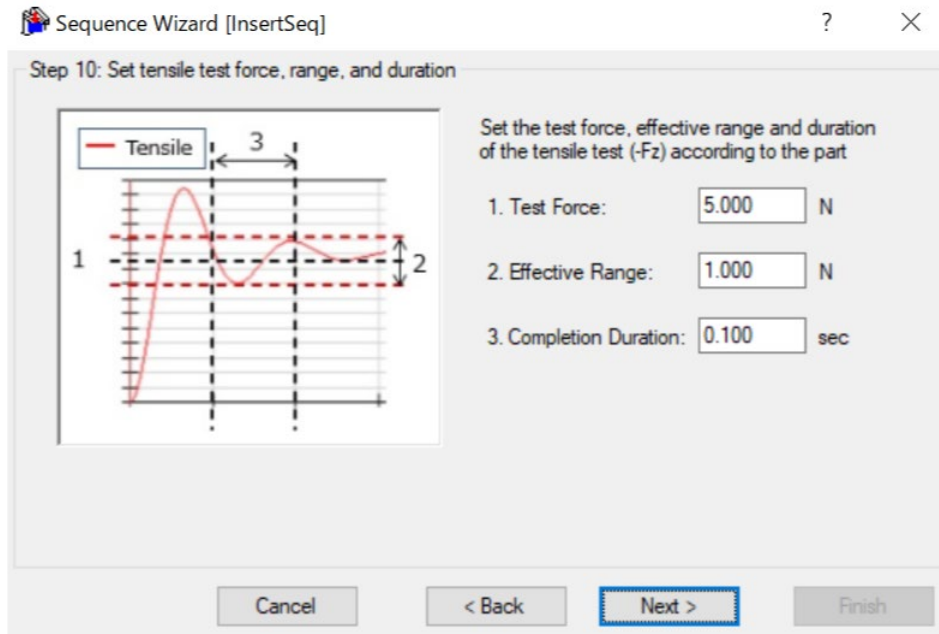 Sequence Wizard [InsertSeq]
?
Step 10: Set tensile test force, range, and duration
Tensile
3
1
2
Set the test force, effective range and duration
of the tensile test (-Fz) according to the part
1. Test Force: 5.000 N
2. Effective Range: 1.000 N
3. Completion Duration: 0.100 sec
Cancel
< Back
Next >
Finish